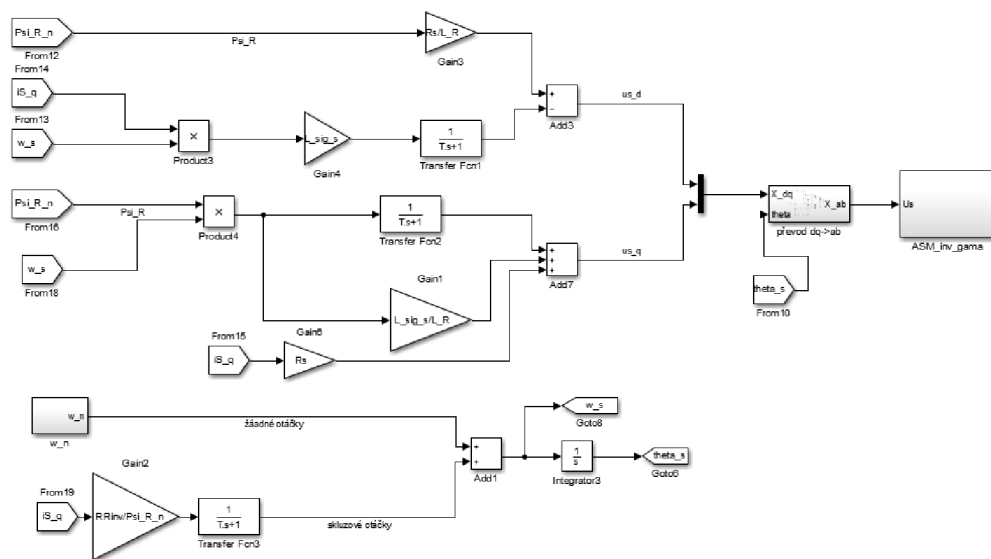 Psi_R_n
From12
Psi_R
Rs/L_R
Gain3
From14
iS_q
From13
w_s
×
Product3
L_sig_s
Gain4
1
T.s+1
Transfer Fcn1
+
−
Add3
us_d
Psi_R_n
From16
Psi_R
w_s
From18
×
Product4
1
T.s+1
Transfer Fcn2
Gain1
L_sig_s/L_R
Gain6
From15
iS_q
Rs
+
+
+
Add7
us_q
X_dq
theta
X_ab
převod dq->ab
theta_s
From10
Us
ASM_inv_gama
w_n
w_n
žáadné otáčky
Gain2
From19
iS_q
RRinv/Psi_R_n
1
T.s+1
Transfer Fcn3
skluzové otáčky
+
+
Add1
w_s
Goto8
1
s
Integrator3
theta_s
Goto6